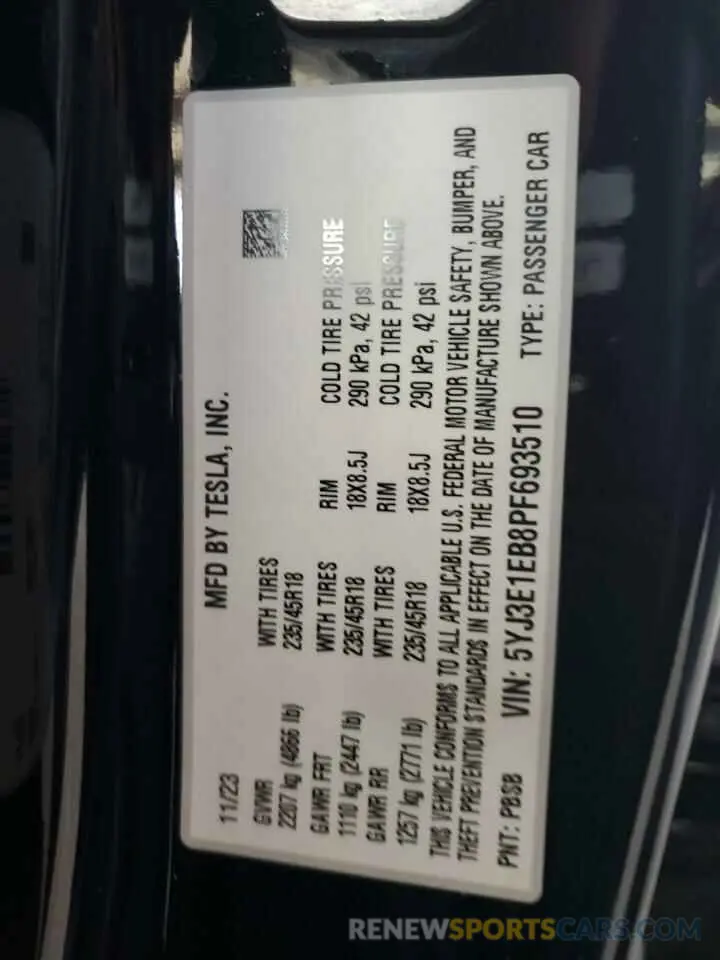 11/23 MFD BY TESLA, INC.
GVWR WITH TIRES
2207 kg (4866 lb) 235/45R18
GAWR FRT WITH TIRES RIM COLD TIRE PRESSURE
1110 kg (2447 lb) 235/45R18 18X8.5J 290 kPa, 42 psi
GAWR RR WITH TIRES RIM COLD TIRE PRESSURE
1257 kg (2771 lb) 235/45R18 18X8.5J 290 kPa, 42 psi
THIS VEHICLE CONFORMS TO ALL APPLICABLE U.S. FEDERAL MOTOR VEHICLE SAFETY, BUMPER, AND
THEFT PREVENTION STANDARDS IN EFFECT ON THE DATE OF MANUFACTURE SHOWN ABOVE.
PNT: PBSB VIN: 5YJ3E1EB8PF693510 TYPE: PASSENGER CAR
RENEWSPORTSCARS.COM